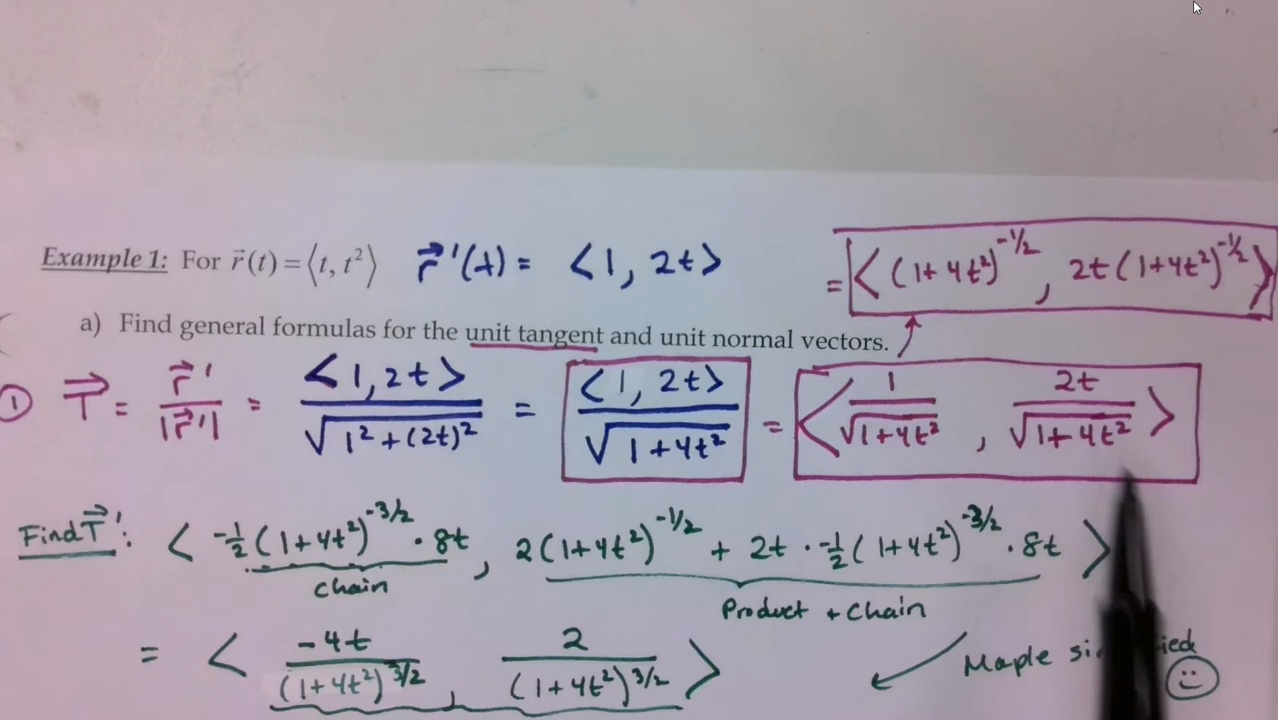 Example 1: For r⃗(t) = ⟨t, t²⟩ r⃗'(t) = <1, 2t>
= <(1+4t²)^-1/2, 2t(1+4t²)^-1/2>
a) Find general formulas for the unit tangent and unit normal vectors.
① T⃗ = r⃗'/|r⃗'| = <1, 2t>/√(1²+(2t)²) = <1, 2t>/√(1+4t²) = <1/√(1+4t²), 2t/√(1+4t²)>
Find T⃗': <-1/2(1+4t²)^-3/2 · 8t, 2(1+4t²)^-1/2 + 2t · -1/2(1+4t²)^-3/2 · 8t>
chain
Product + Chain
= <-4t/(1+4t²)^3/2, 2/(1+4t²)^3/2>
Maple